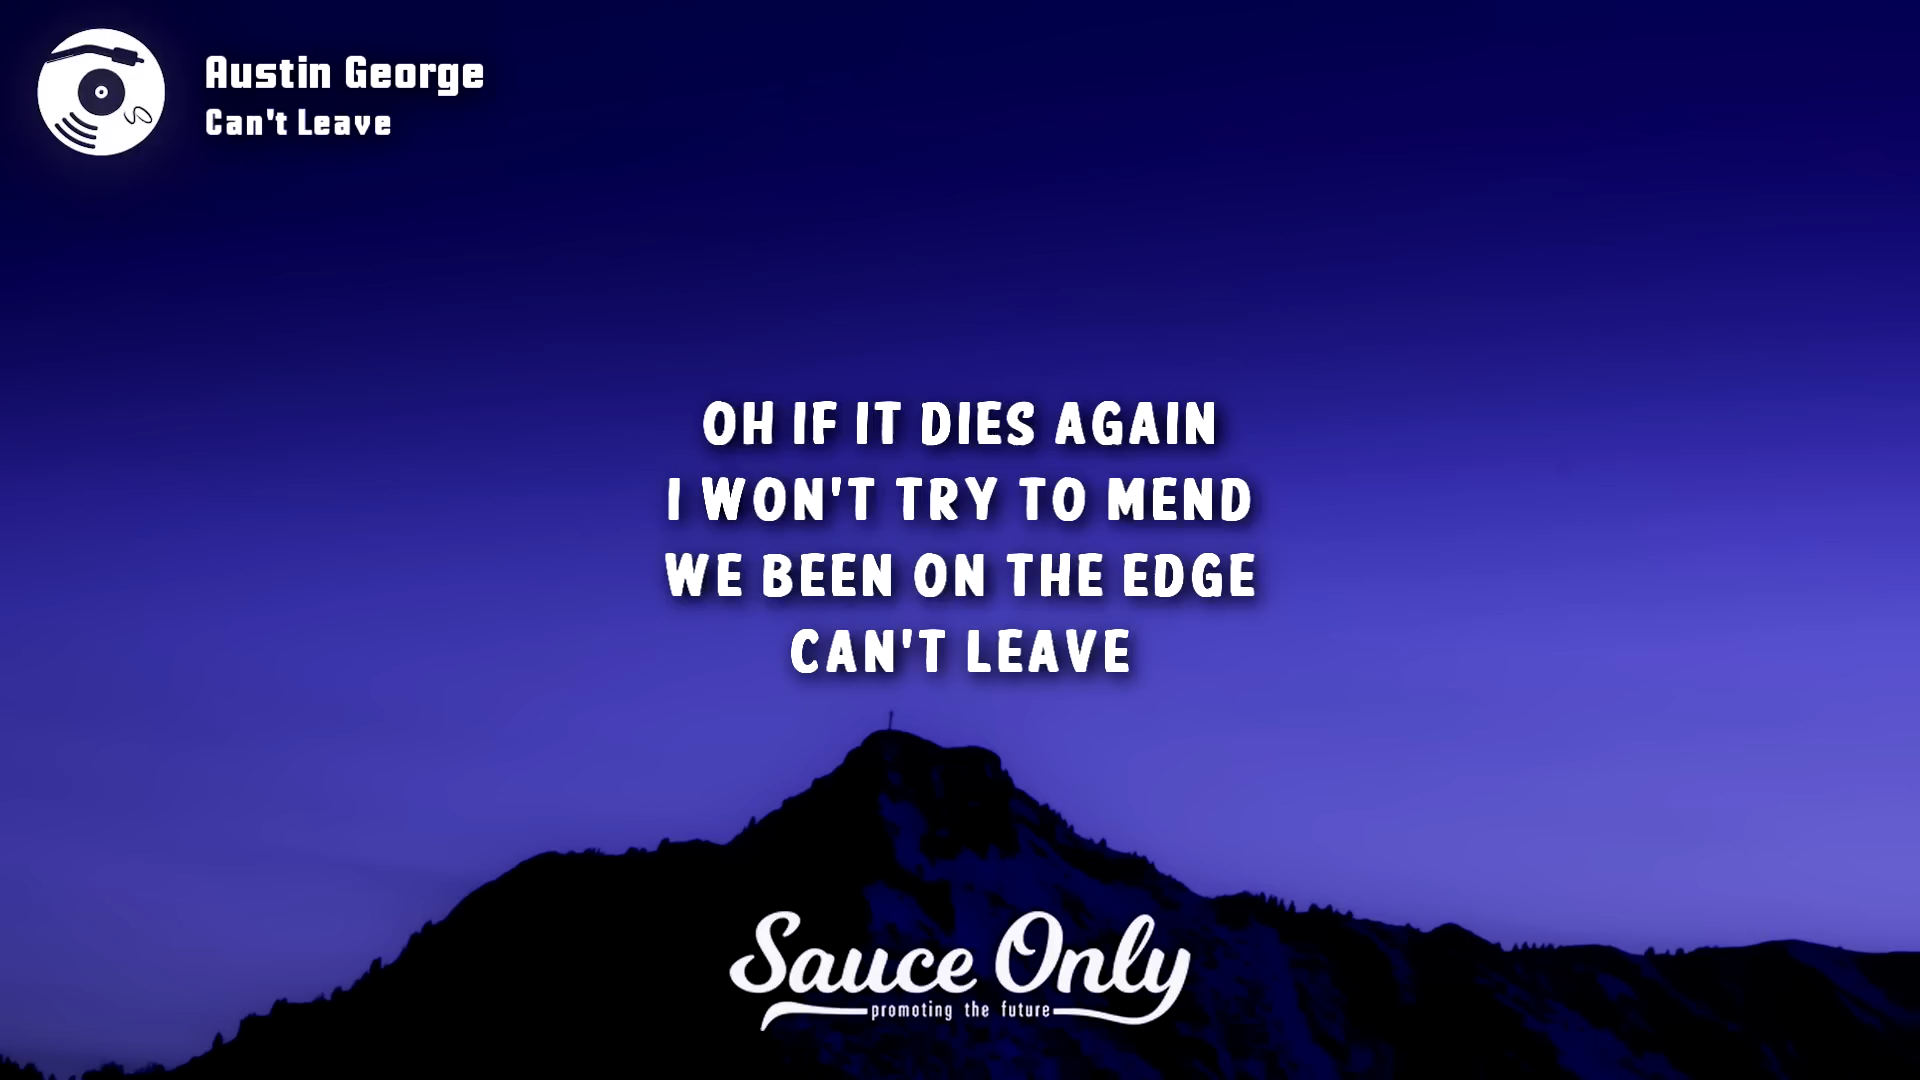 Austin George
Can't Leave
OH IF IT DIES AGAIN
I WON'T TRY TO MEND
WE BEEN ON THE EDGE
CAN'T LEAVE
Sauce Only
promoting the future